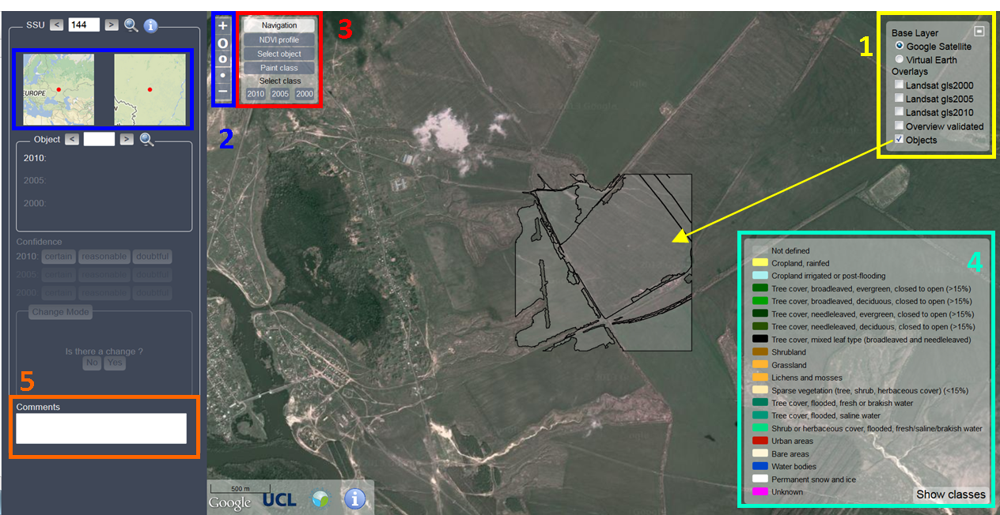 SSU < 144 >
EUROPE
Object < >
2010:
2005:
2000:
Confidence
2010: certain reasonable doubtful
2005: certain reasonable doubtful
2000: certain reasonable doubtful
Change Mode
Is there a change ?
No Yes
5
Comments
2
+
O
o
-
3
Navigation
NDVI profile
Select object
Paint class
Select class
2010 2005 2000
1
Base Layer
Google Satellite
Virtual Earth
Overlays
Landsat gls2000
Landsat gls2005
Landsat gls2010
Overview validated
Objects
4
Not defined
Cropland, rainfed
Cropland irrigated or post-flooding
Tree cover, broadleaved, evergreen, closed to open (>15%)
Tree cover, broadleaved, deciduous, closed to open (>15%)
Tree cover, needleleaved, evergreen, closed to open (>15%)
Tree cover, needleleaved, deciduous, closed to open (>15%)
Tree cover, mixed leaf type (broadleaved and needleleaved)
Shrubland
Grassland
Lichens and mosses
Sparse vegetation (tree, shrub, herbaceous cover) (<15%)
Tree cover, flooded, fresh or brakish water
Tree cover, flooded, saline water
Shrub or herbaceous cover, flooded, fresh/saline/brakish water
Urban areas
Bare areas
Water bodies
Permanent snow and ice
Unknown
Show classes
500 m
Google UCL i